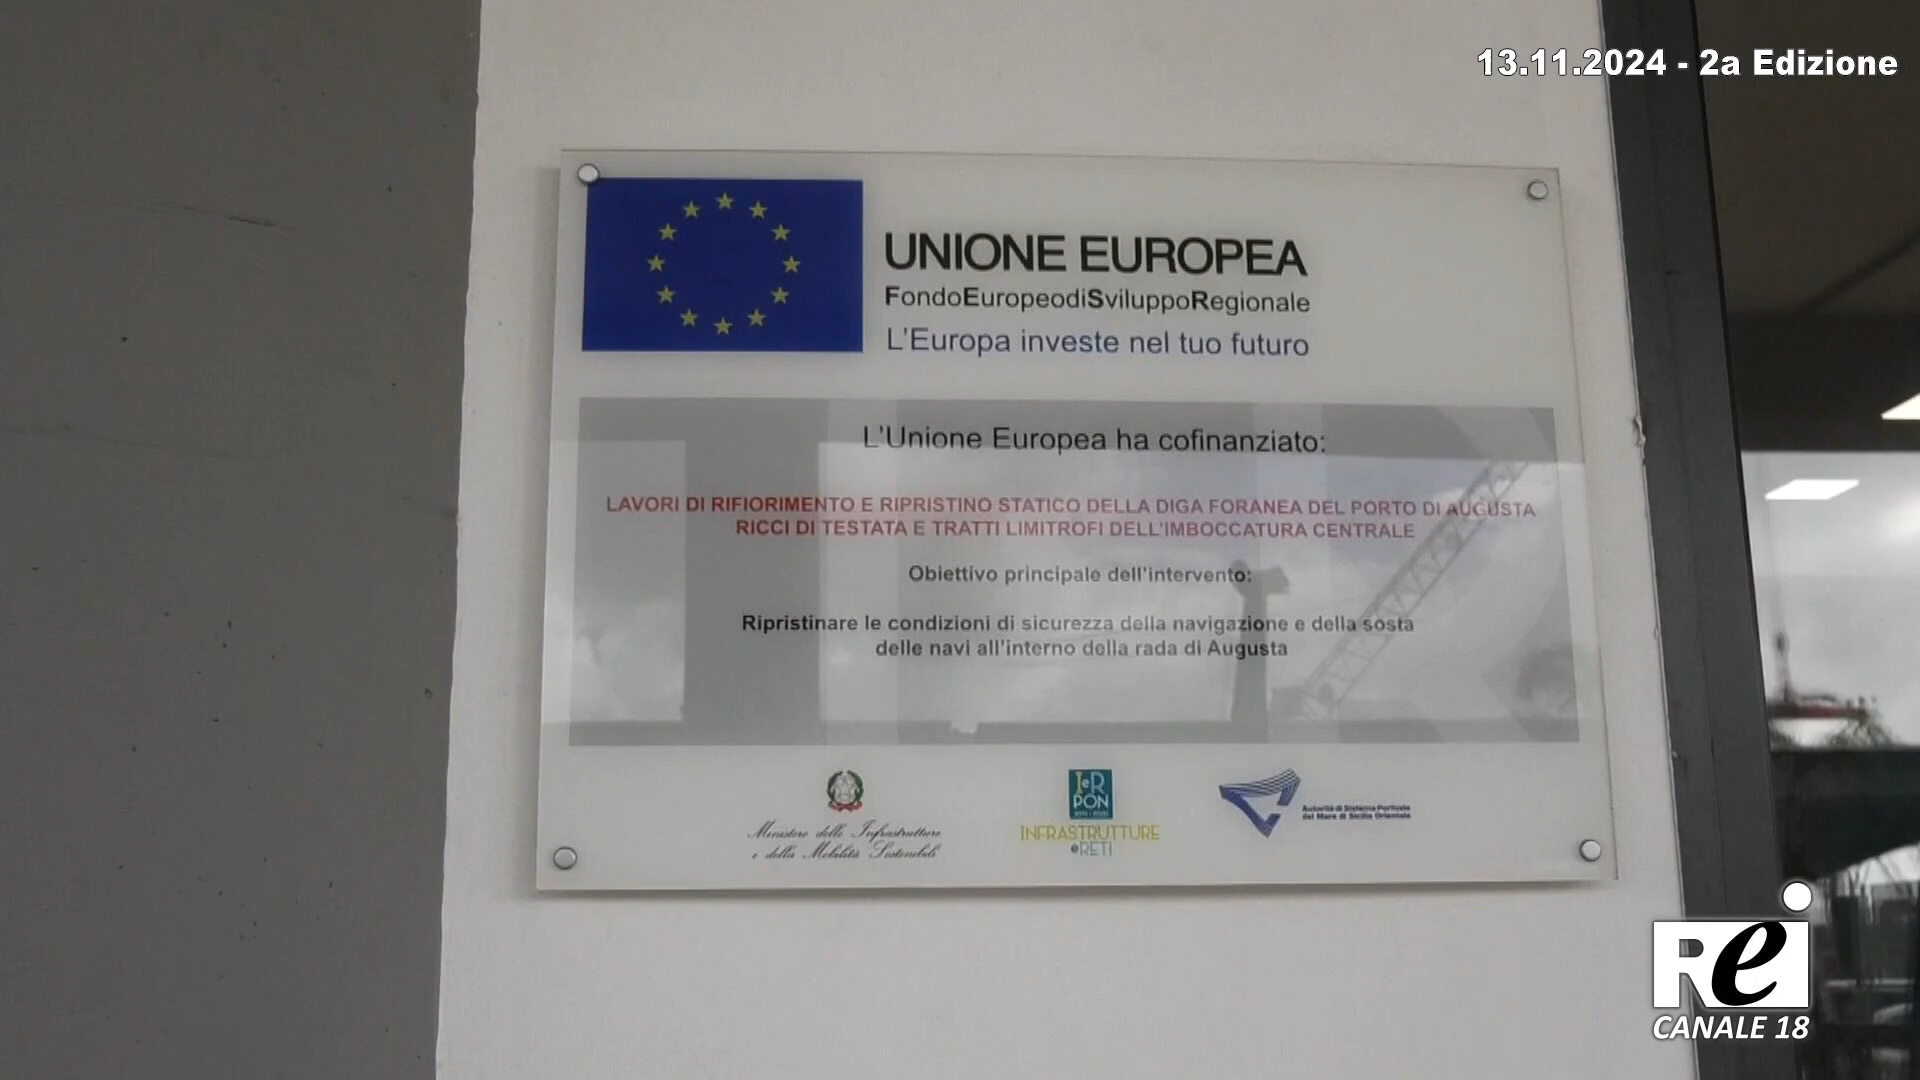 13.11.2024 - 2a Edizione
UNIONE EUROPEA
FondoEuropeodiSviluppoRegionale
L'Europa investe nel tuo futuro
L'Unione Europea ha cofinanziato:
LAVORI DI RIFIORIMENTO E RIPRISTINO STATICO DELLA DIGA FORANEA DEL PORTO DI AUGUSTA
RICCI DI TESTATA E TRATTI LIMITROFI DELL'IMBOCCATURA CENTRALE
Obiettivo principale dell'intervento:
Ripristinare le condizioni di sicurezza della navigazione e della sosta
delle navi all'interno della rada di Augusta
Ministero delle Infrastrutture
e della Mobilità Sostenibili
IeR
PON
INFRASTRUTTURE
e RETI
Autorità di Sistema Portuale
del Mare di Sicilia Orientale
Rei
CANALE 18